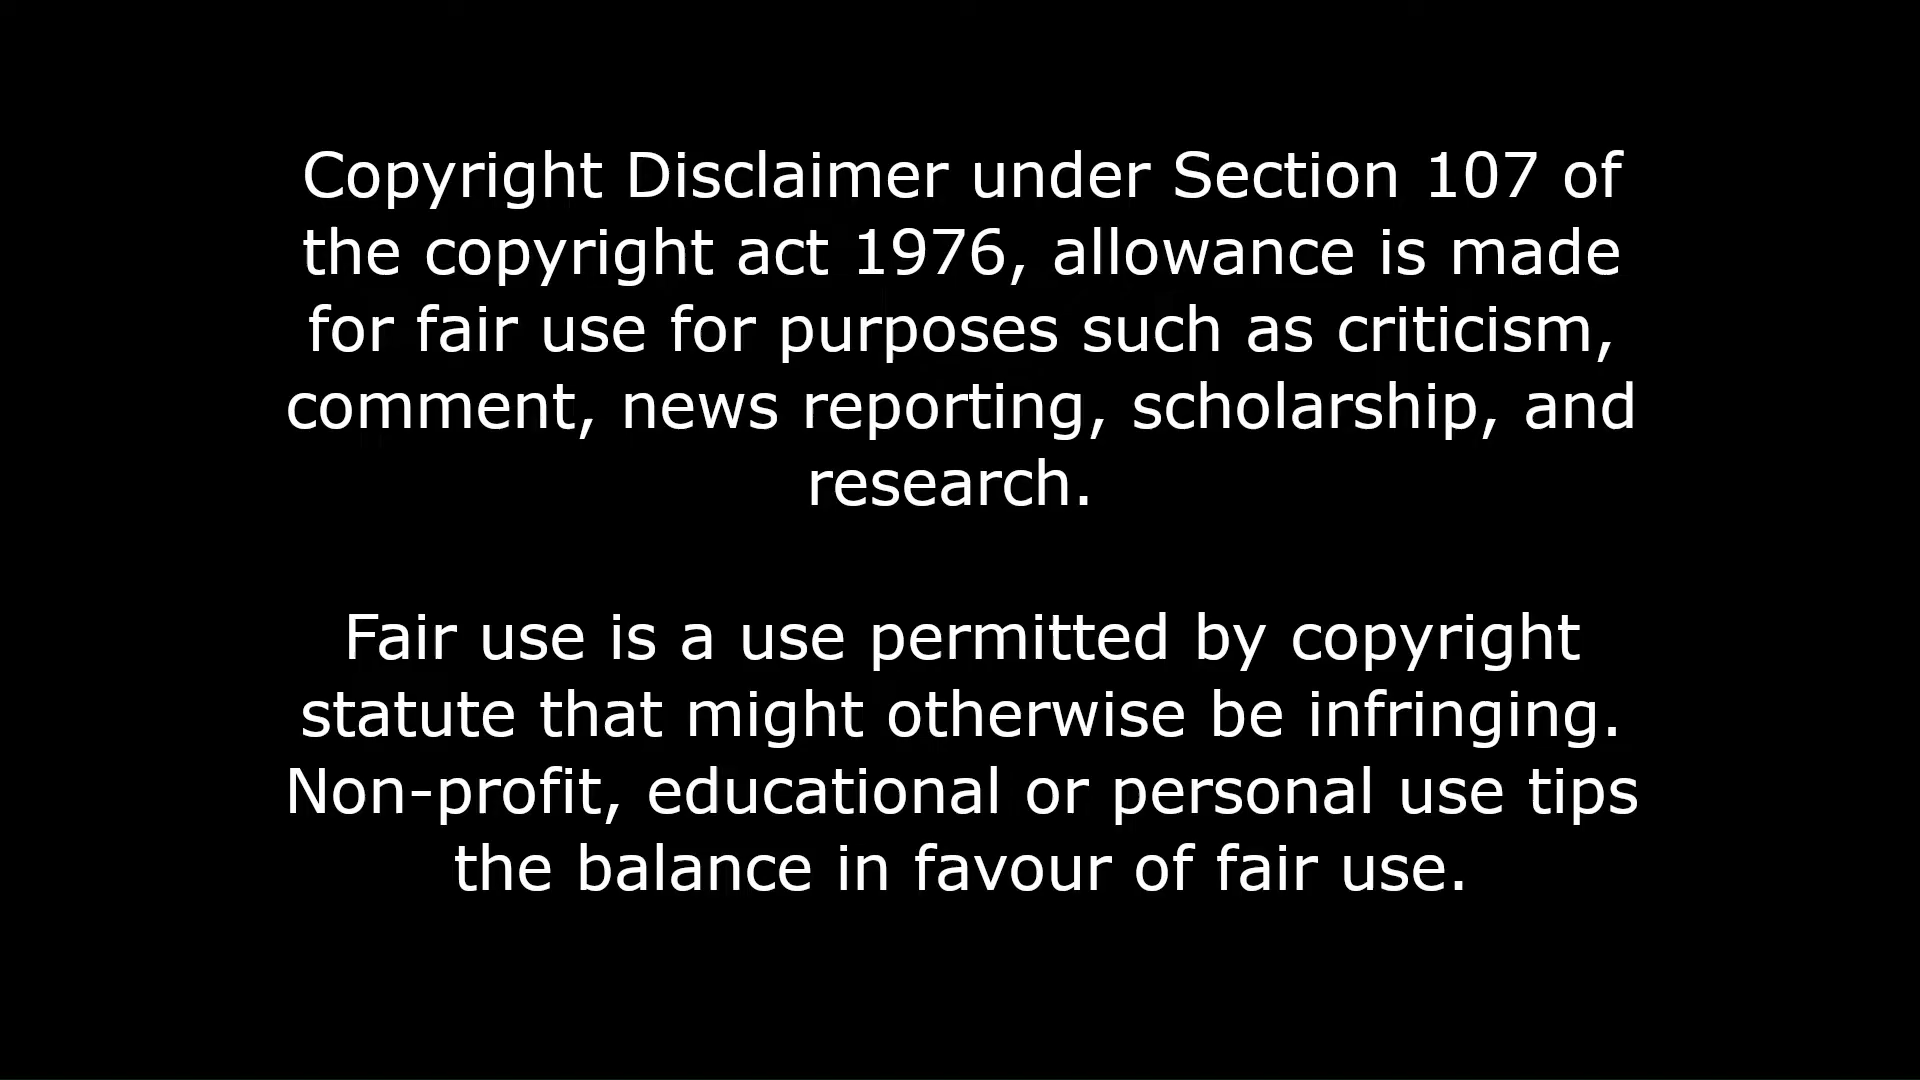 Copyright Disclaimer under Section 107 of
the copyright act 1976, allowance is made
for fair use for purposes such as criticism,
comment, news reporting, scholarship, and
research.
Fair use is a use permitted by copyright
statute that might otherwise be infringing.
Non-profit, educational or personal use tips
the balance in favour of fair use.